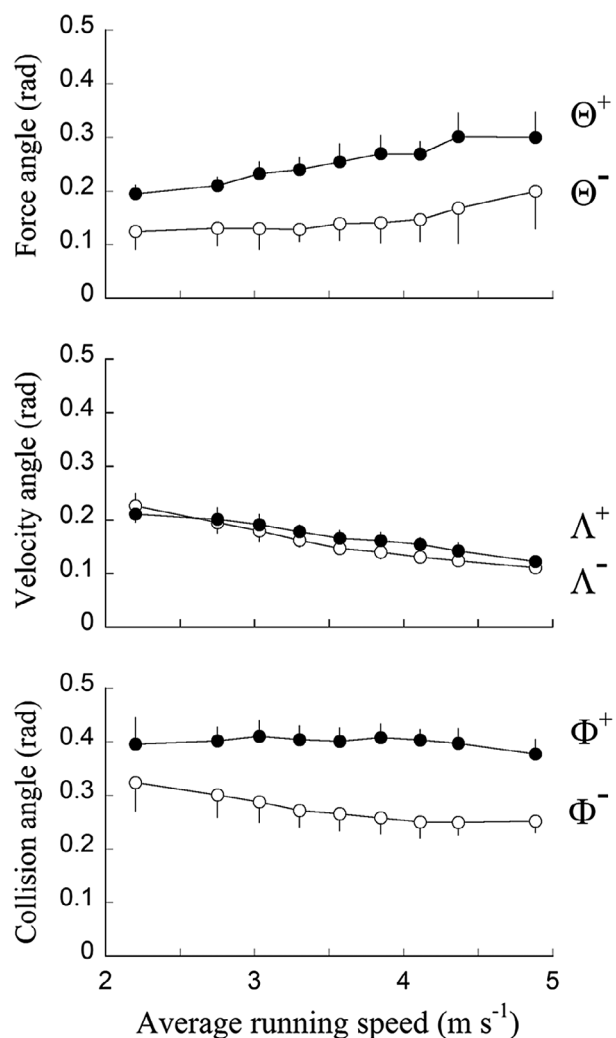 0.5
0.4
0.3
0.2
0.1
0
Force angle (rad)
Θ+
Θ-
0.5
0.4
0.3
0.2
0.1
Velocity angle (rad)
Λ+
Λ-
0.5
0.4
0.3
0.2
0.1
0
Collision angle (rad)
Φ+
Φ-
2 3 4 5
Average running speed (m s-1)